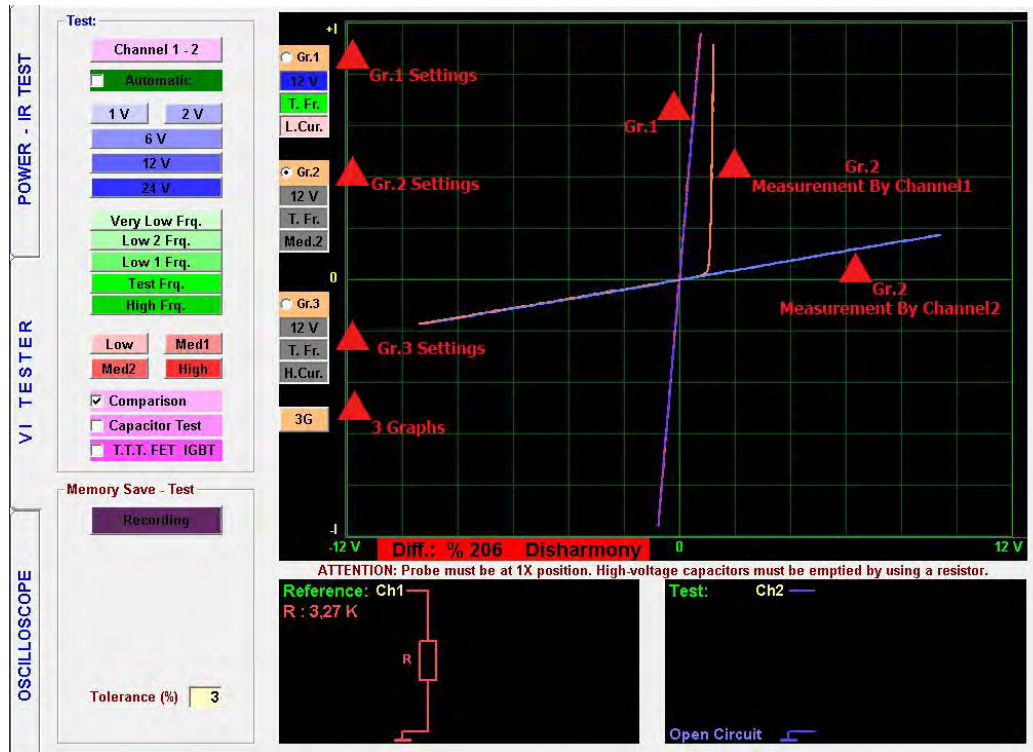 POWER - IR TEST
VI TESTER
OSCILLOSCOPE
Test:
Channel 1 - 2
Automatic
1 V
2 V
6 V
12 V
24 V
Very Low Frq.
Low 2 Frq.
Low 1 Frq.
Test Frq.
High Frq.
Low
Med1
Med2
High
Comparison
Capacitor Test
T.T.T. FET IGBT
Memory Save - Test
Recording
Tolerance (%) 3
Gr.1
12 V
T. Fr.
L.Cur.
Gr.2
12 V
T. Fr.
Med.2
Gr.3
12 V
T. Fr.
H.Cur.
3G
+I
0
-I
Gr.1 Settings
Gr.2 Settings
Gr.3 Settings
3 Graphs
Gr.1
Gr.2
Measurement By Channel1
Gr.2
Measurement By Channel2
-12 V
Diff.: % 206 Disharmony
0
12 V
ATTENTION: Probe must be at 1X position. High-voltage capacitors must be emptied by using a resistor.
Reference: Ch1
R : 3,27 K
R
Test: Ch2
Open Circuit